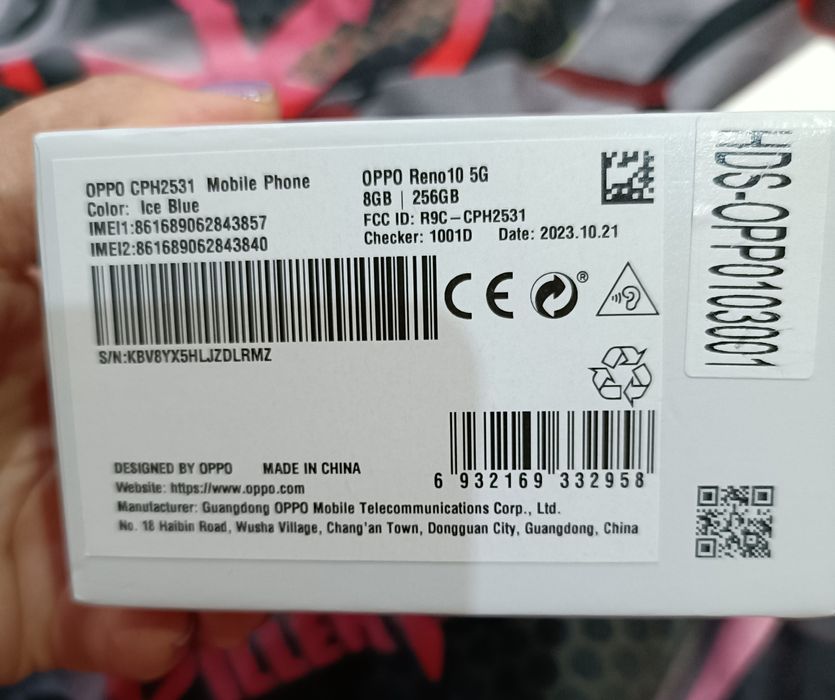 OPPO CPH2531 Mobile Phone
Color: Ice Blue
IMEI1:861689062843857
IMEI2:861689062843840
OPPO Reno10 5G
8GB | 256GB
FCC ID: R9C-CPH2531
Checker: 1001D Date: 2023.10.21
CE
®
S/N:KBV8YX5HLJZDLRMZ
6 932169 332958
DESIGNED BY OPPO MADE IN CHINA
Website: https://www.oppo.com
Manufacturer: Guangdong OPPO Mobile Telecommunications Corp., Ltd.
No. 18 Haibin Road, Wusha Village, Chang'an Town, Dongguan City, Guangdong, China
HDS-OPP0103001